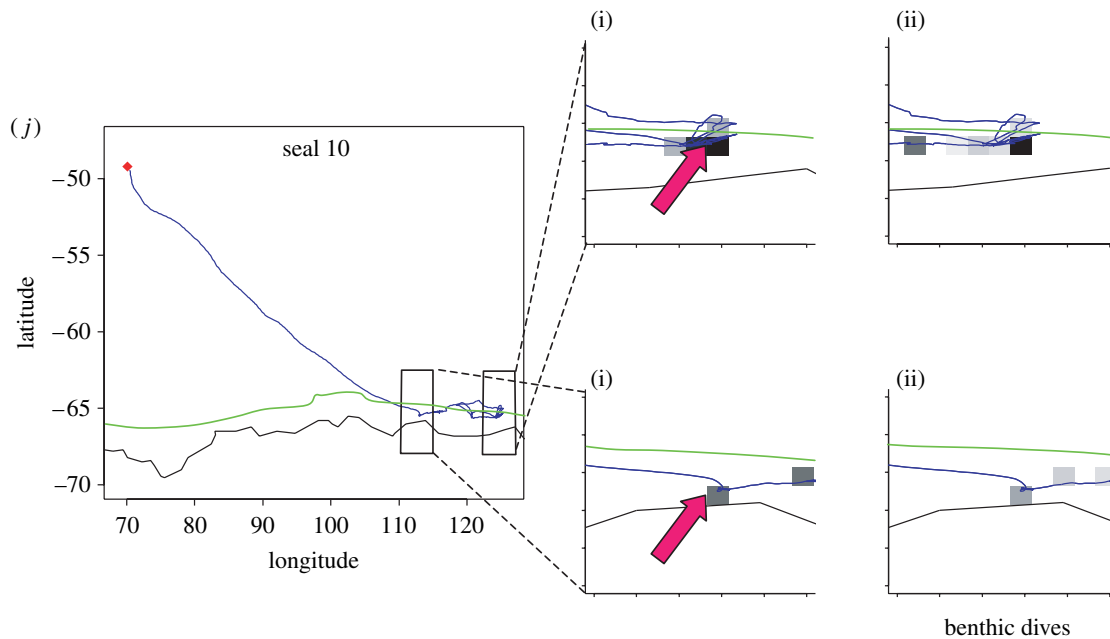 (i)
(ii)
(j)
seal 10
−50
−55
−60
−65
−70
latitude
70 80 90 100 110 120
longitude
(i)
(ii)
benthic dives